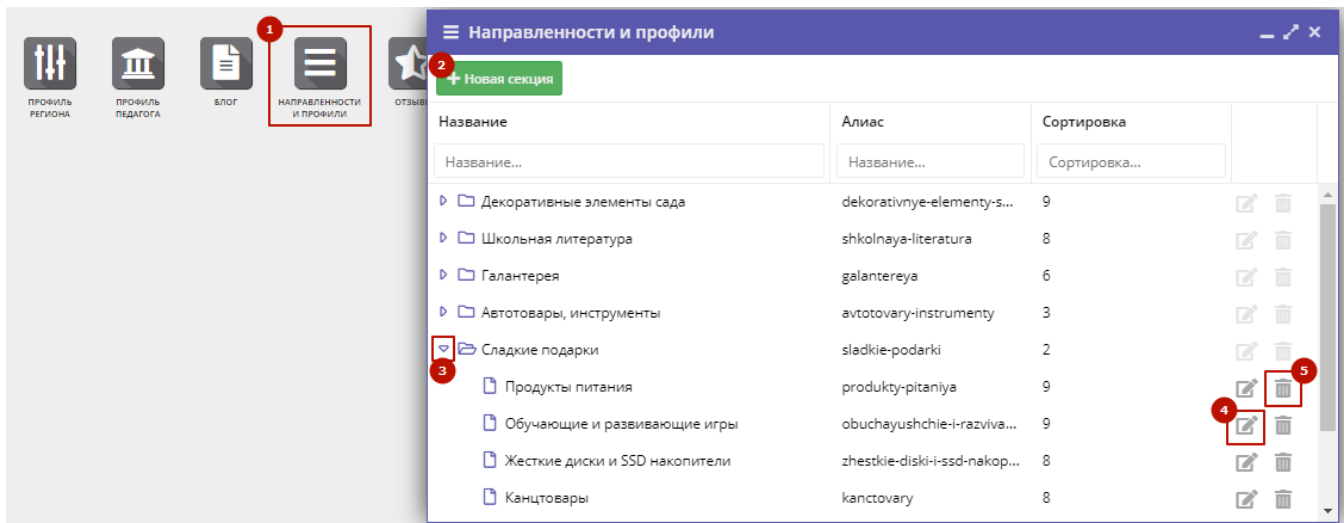 1
ПРОФИЛЬ РЕГИОНА
ПРОФИЛЬ ПЕДАГОГА
БЛОГ
НАПРАВЛЕННОСТИ И ПРОФИЛИ
Направленности и профили
2
+ Новая секция
Название Алиас Сортировка
Название... Название... Сортировка...
Декоративные элементы сада dekorativnye-elementy-s... 9
Школьная литература shkolnaya-literatura 8
Галантерея galantereya 6
Автотовары, инструменты avtotovary-instrumenty 3
Сладкие подарки sladkie-podarki 2
3
5
Продукты питания produkty-pitaniya 9
4
Обучающие и развивающие игры obuchayushchie-i-razviva... 9
Жесткие диски и SSD накопители zhestkie-diski-i-ssd-nakop... 8
Канцтовары kanctovary 8